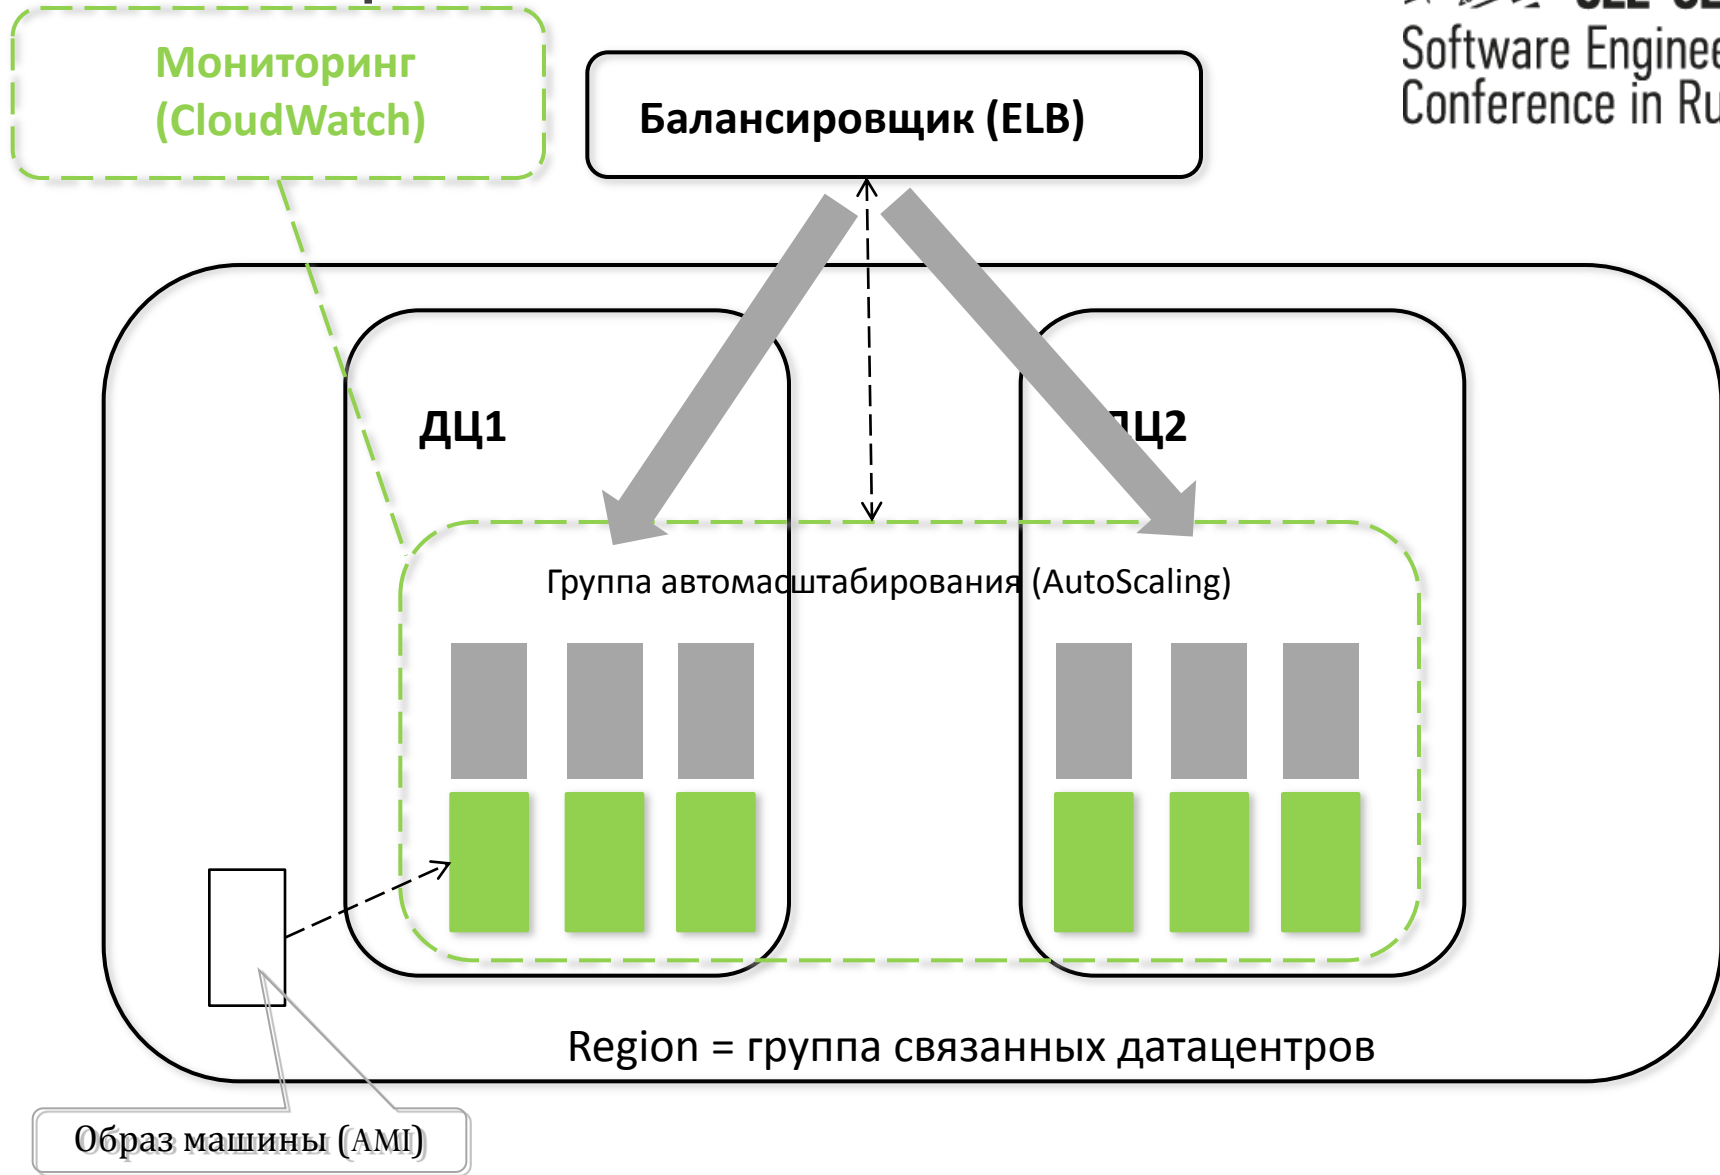 Мониторинг
(CloudWatch)
Балансировщик (ELB)
Software Enginee
Conference in Ru
ДЦ1
ДЦ2
Группа автомасштабирования (AutoScaling)
Region = группа связанных датацентров
Образ машины (AMI)